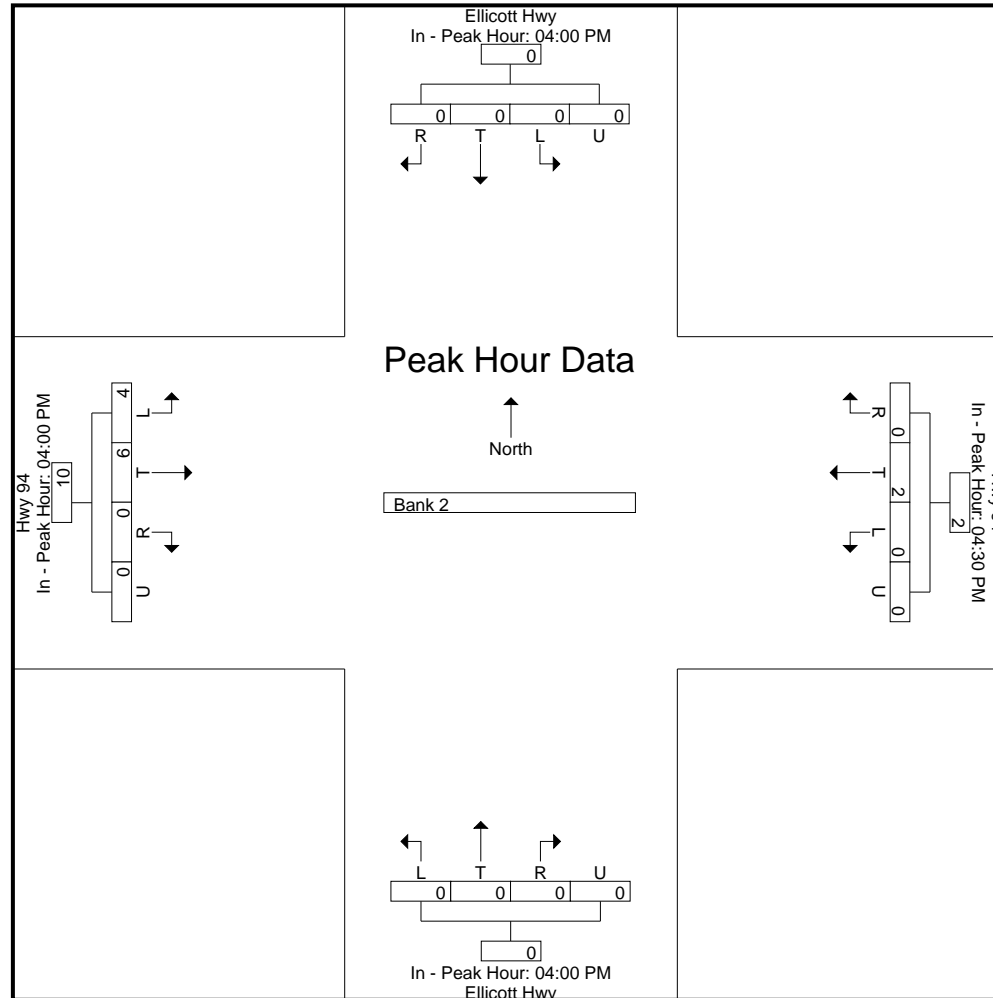 Ellicott Hwy
In - Peak Hour: 04:00 PM
0
0 0 0 0
R T L U
Peak Hour Data
North
Bank 2
Hwy 94
In - Peak Hour: 04:00 PM
10
4 6 0 0
L T R U
R T L U
0 2 0 0
2
In - Peak Hour: 04:30 PM
L T R U
0 0 0 0
0
In - Peak Hour: 04:00 PM
Ellicott Hwy